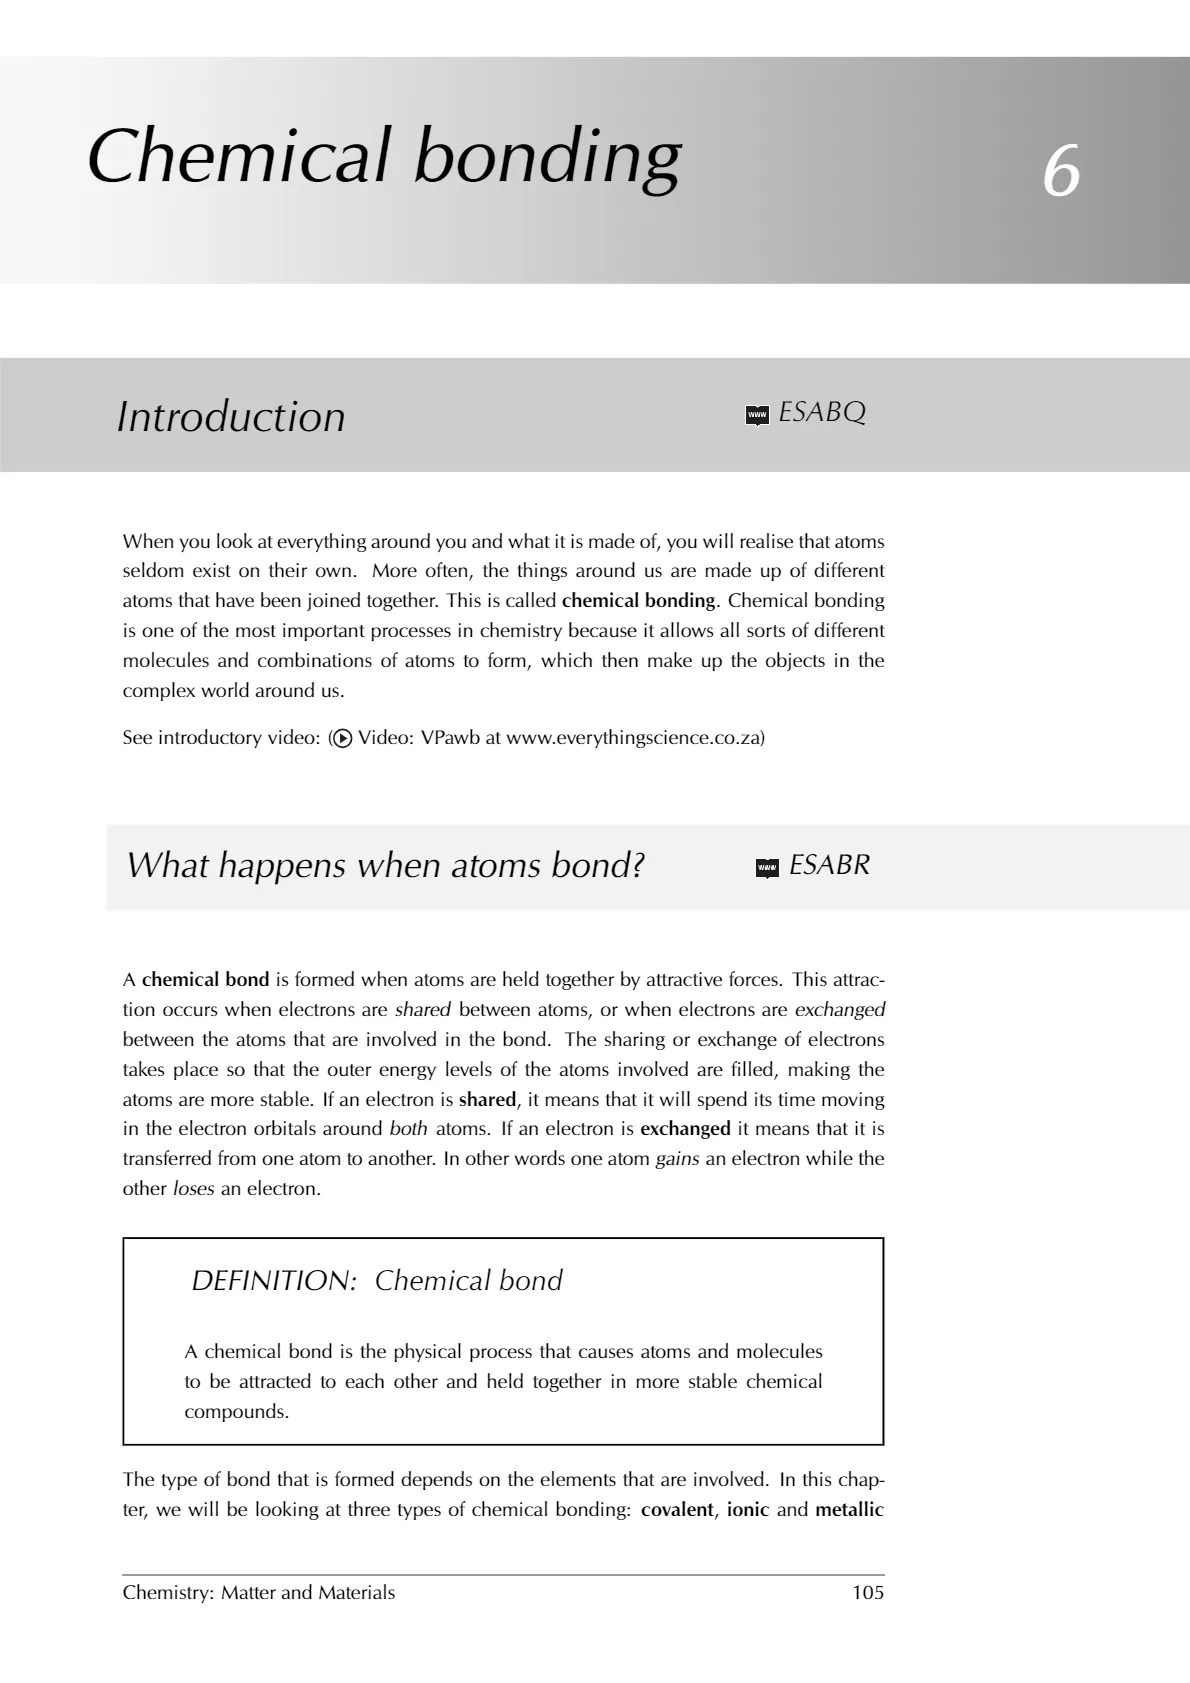 Chemical bonding
6
Introduction
www ESABQ
When you look at everything around you and what it is made of, you will realise that atoms
seldom exist on their own. More often, the things around us are made up of different
atoms that have been joined together. This is called chemical bonding. Chemical bonding
is one of the most important processes in chemistry because it allows all sorts of different
molecules and combinations of atoms to form, which then make up the objects in the
complex world around us.
See introductory video: ( Video: VPawb at www.everythingscience.co.za)
What happens when atoms bond?
www ESABR
A chemical bond is formed when atoms are held together by attractive forces. This attrac-
tion occurs when electrons are shared between atoms, or when electrons are exchanged
between the atoms that are involved in the bond. The sharing or exchange of electrons
takes place so that the outer energy levels of the atoms involved are filled, making the
atoms are more stable. If an electron is shared, it means that it will spend its time moving
in the electron orbitals around both atoms. If an electron is exchanged it means that it is
transferred from one atom to another. In other words one atom gains an electron while the
other loses an electron.
DEFINITION: Chemical bond
A chemical bond is the physical process that causes atoms and molecules
to be attracted to each other and held together in more stable chemical
compounds.
The type of bond that is formed depends on the elements that are involved. In this chap-
ter, we will be looking at three types of chemical bonding: covalent, ionic and metallic
Chemistry: Matter and Materials
105